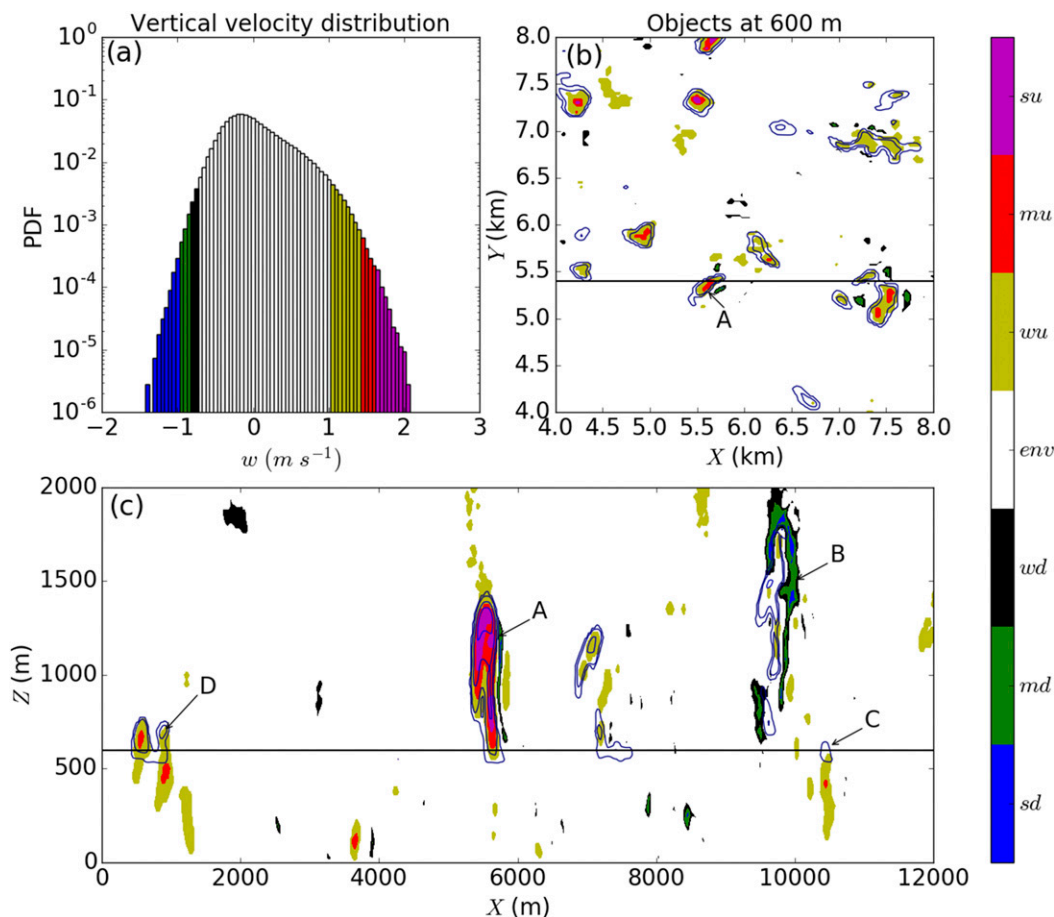 Vertical velocity distribution
(a)
PDF
10^0
10^-1
10^-2
10^-3
10^-4
10^-5
10^-6
−2 −1 0 1 2 3
w (m s^-1)
Objects at 600 m
(b)
Y (km)
8.0
7.5
7.0
6.5
6.0
5.5
5.0
4.5
4.0
A
4.0 4.5 5.0 5.5 6.0 6.5 7.0 7.5 8.0
X (km)
(c)
Z (m)
2000
1500
1000
500
0
A
B
C
D
0 2000 4000 6000 8000 10000 12000
X (m)
su
mu
wu
env
wd
md
sd